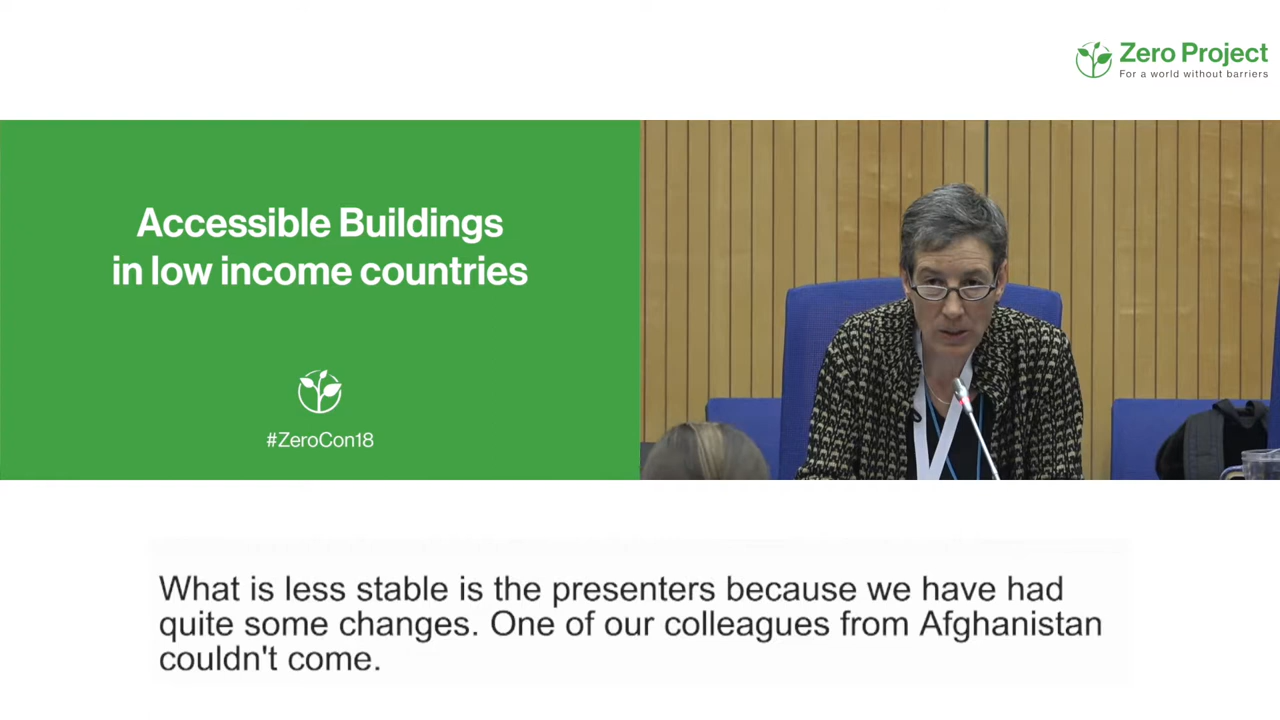 Zero Project
For a world without barriers
Accessible Buildings
in low income countries
#ZeroCon18
What is less stable is the presenters because we have had
quite some changes. One of our colleagues from Afghanistan
couldn't come.